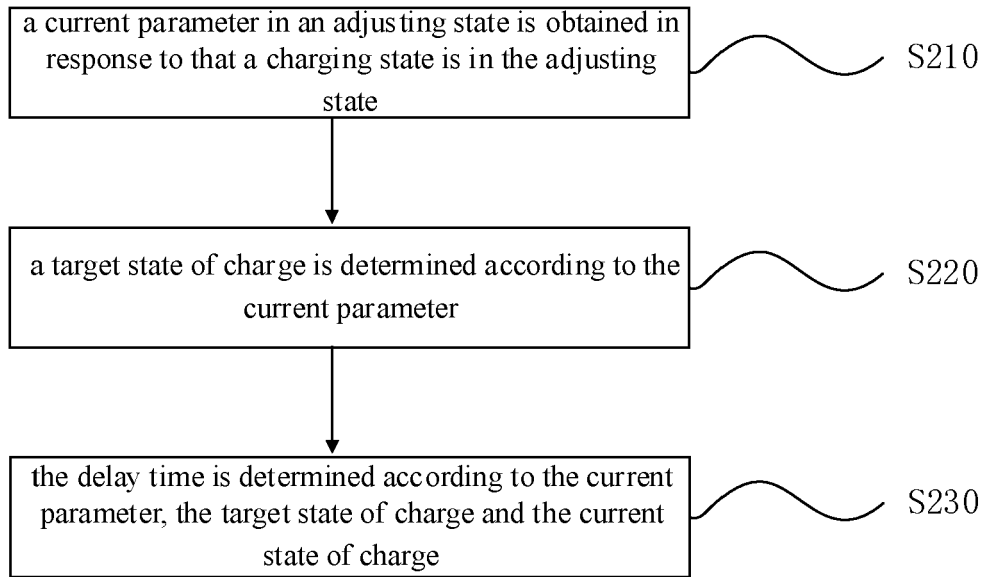 a current parameter in an adjusting state is obtained in
response to that a charging state is in the adjusting
state
S210
a target state of charge is determined according to the
current parameter
S220
the delay time is determined according to the current
parameter, the target state of charge and the current
state of charge
S230